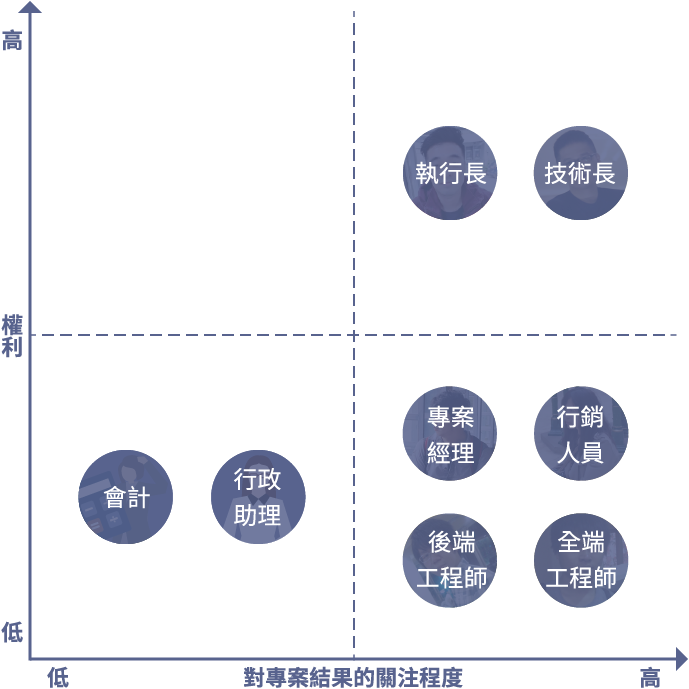 高
執行長
技術長
權
利
專案
經理
行銷
人員
會計
行政
助理
後端
工程師
全端
工程師
低
低
對專案結果的關注程度
高